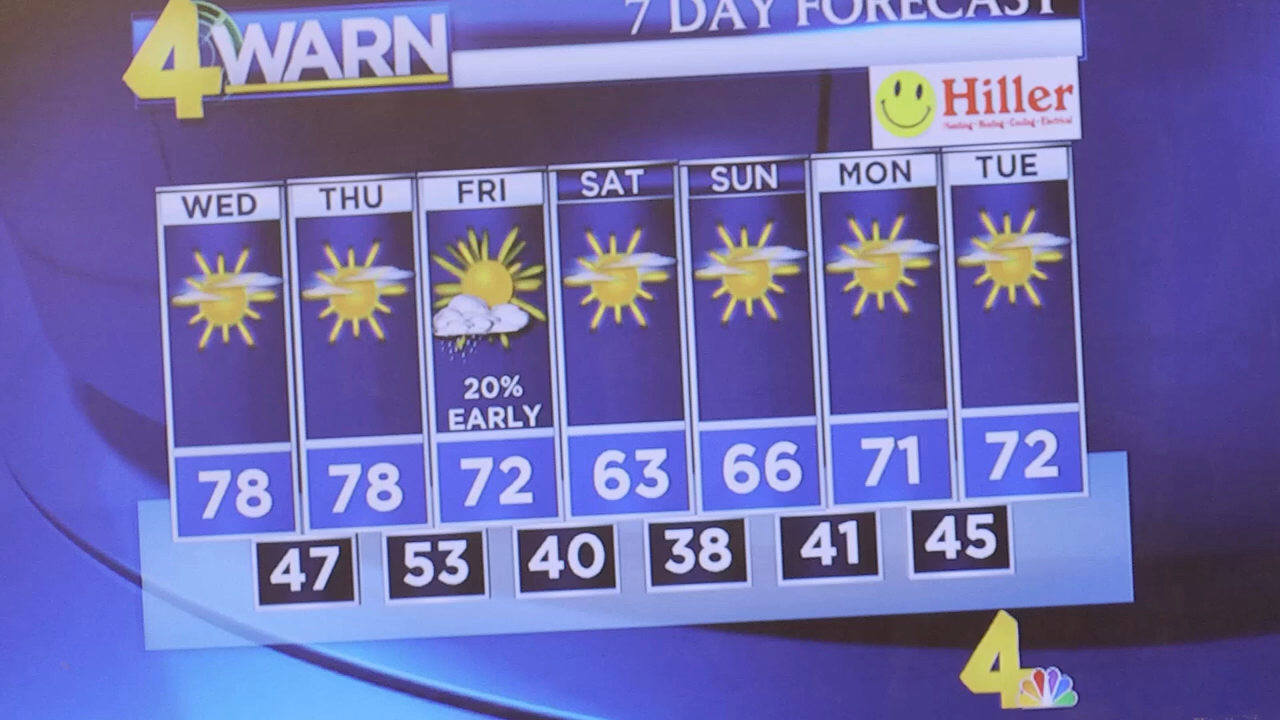 4WARN
7 DAY FORECAST
Hiller
WED THU FRI SAT SUN MON TUE
20%
EARLY
78 78 72 63 66 71 72
47 53 40 38 41 45
4